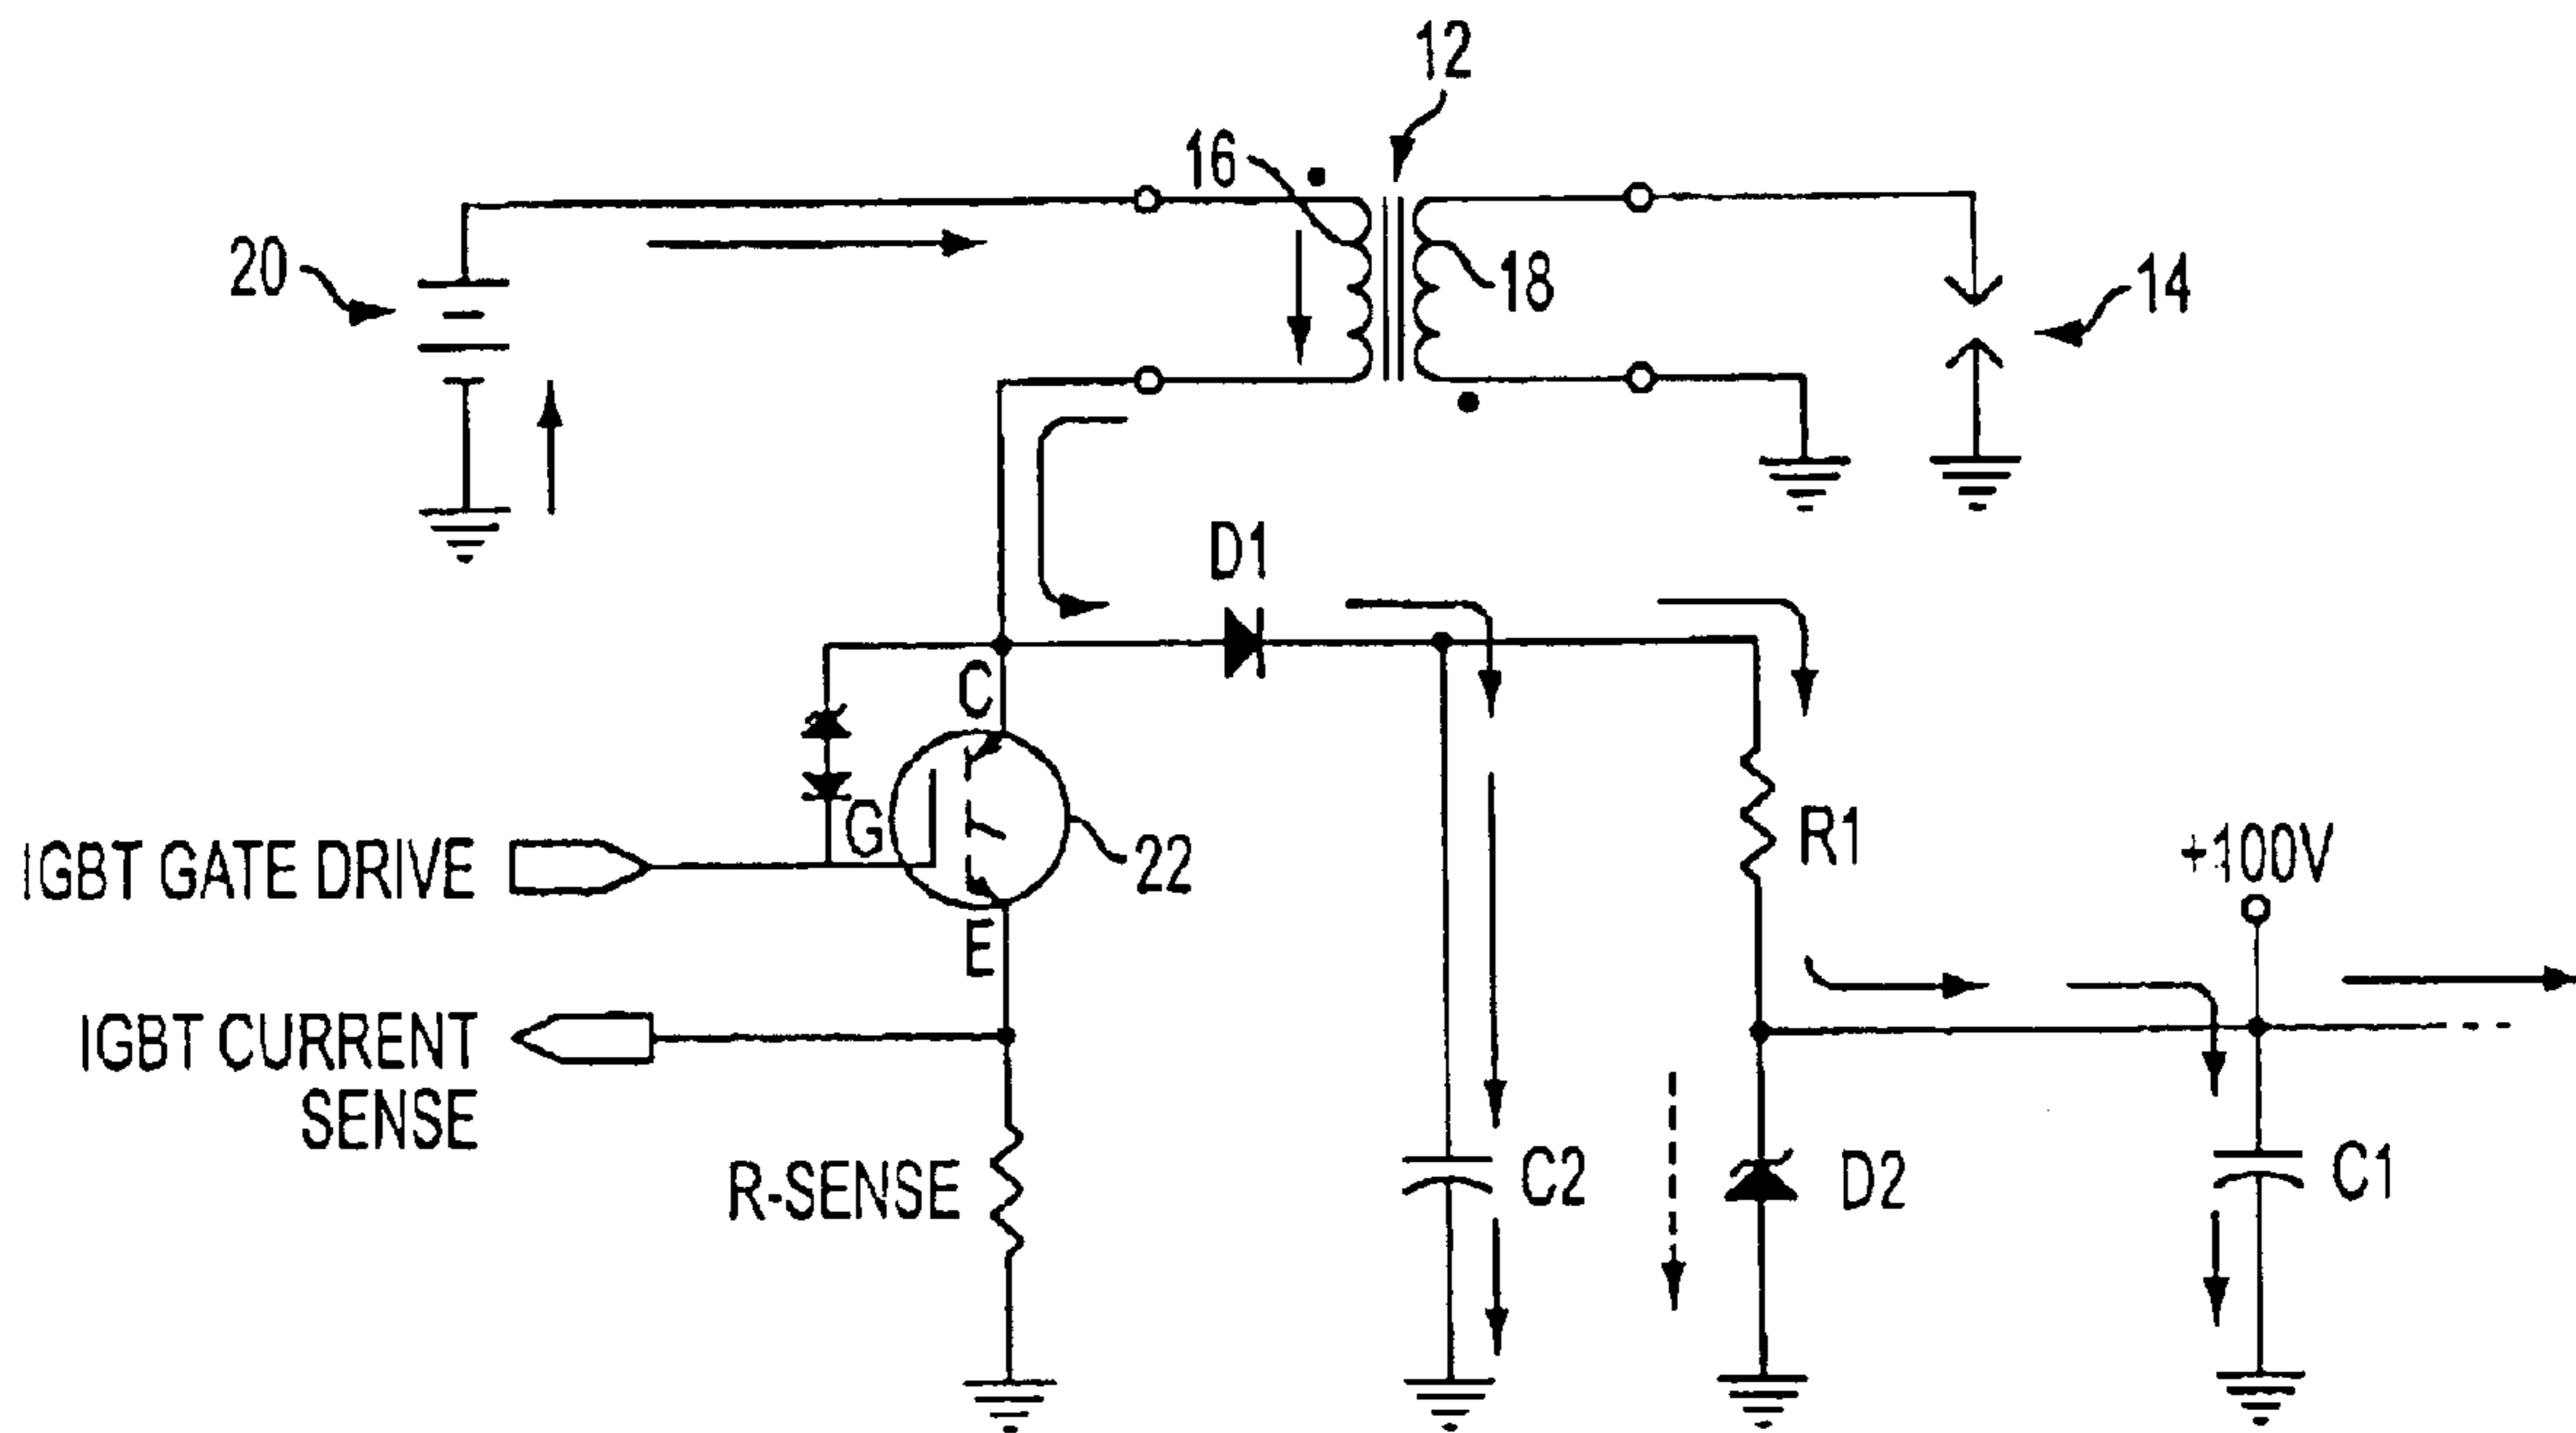 12
16
20
18
14
D1
C
G
IGBT GATE DRIVE
22
R1
+100V
E
IGBT CURRENT
SENSE
R-SENSE
C2
D2
C1